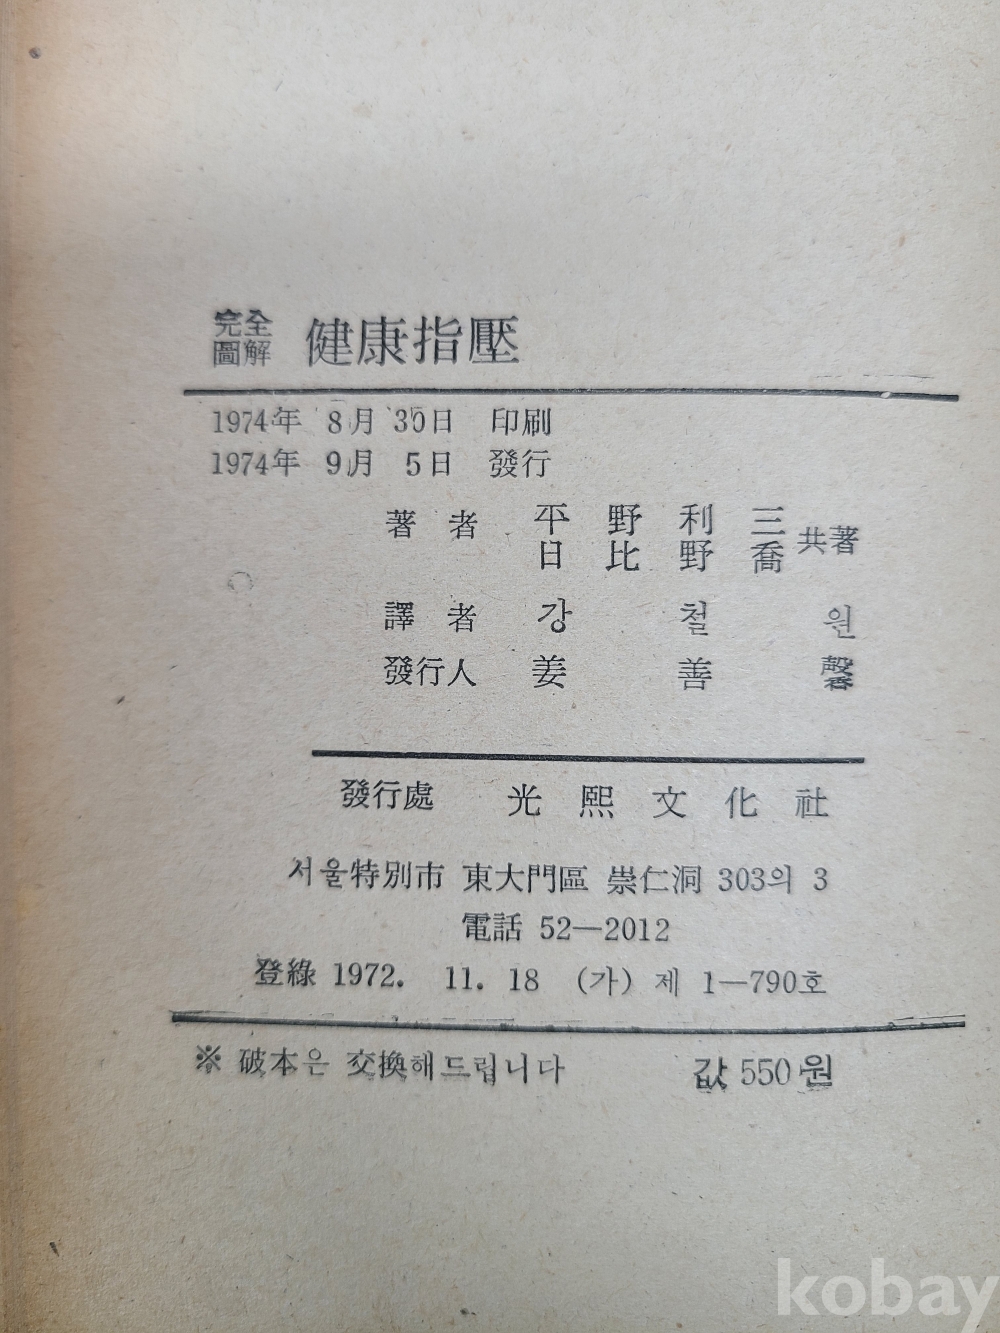 完全
圖解 健康指壓
1974年 8月 30日 印刷
1974年 9月 5日 發行
著者 平野利三
日比野喬 共著
譯者 강철원
發行人 姜善馨
發行處 光熙文化社
서울特別市 東大門區 崇仁洞 303의 3
電話 52—2012
登綠 1972. 11. 18 (가) 제 1—790호
※ 破本은 交換해드립니다 값 550원
kobay